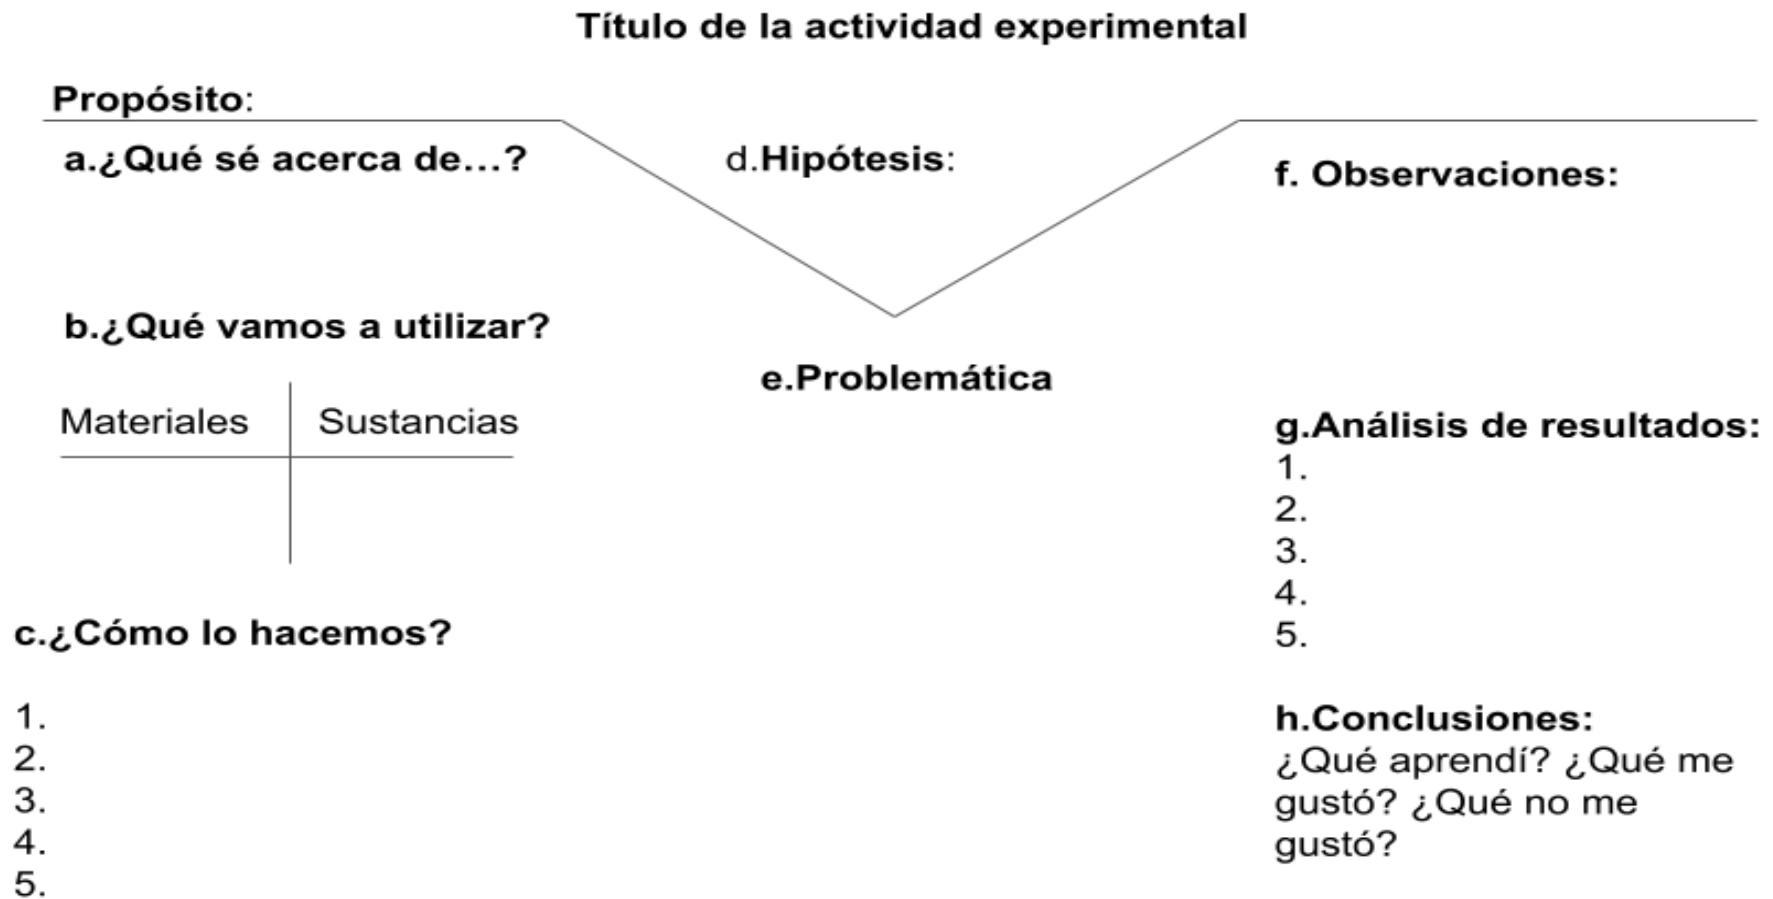 Título de la actividad experimental
Propósito:
a.¿Qué sé acerca de...?
b.¿Qué vamos a utilizar?
Materiales Sustancias
c.¿Cómo lo hacemos?
1.
2.
3.
4.
5.
d.Hipótesis:
e.Problemática
f. Observaciones:
g.Análisis de resultados:
1.
2.
3.
4.
5.
h.Conclusiones:
¿Qué aprendí? ¿Qué me
gustó? ¿Qué no me
gustó?